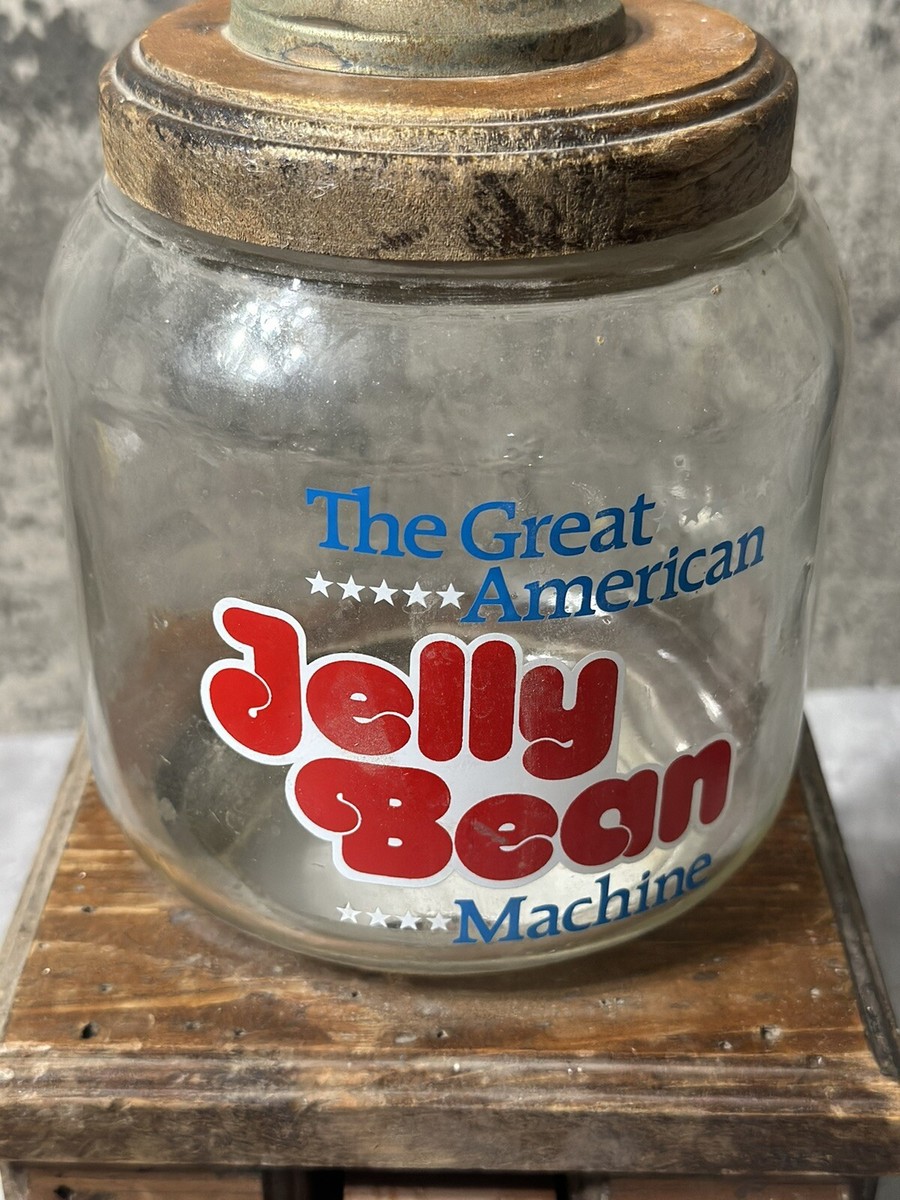 The Great
★★★★★ American
Jelly
Bean
★★★★ Machine